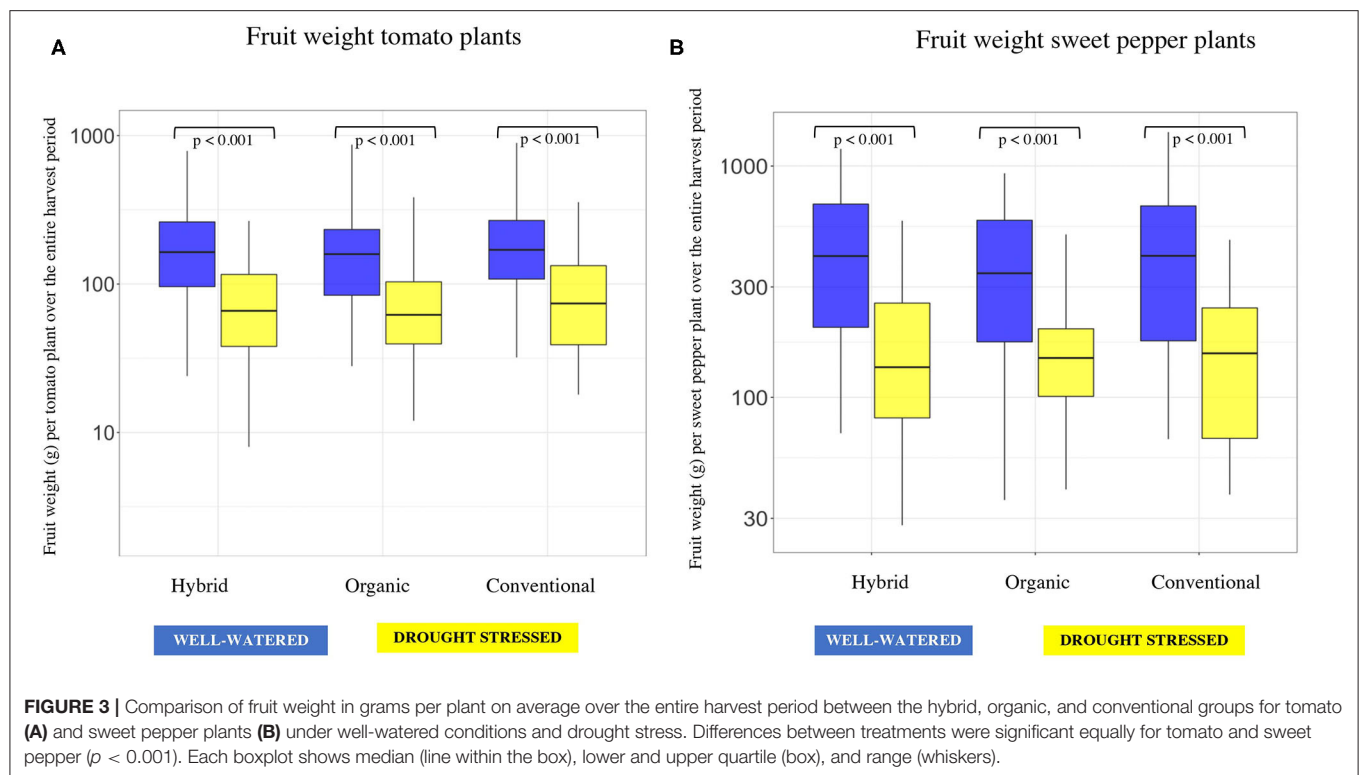 A
Fruit weight tomato plants
Fruit weight (g) per tomato plant over the entire harvest period
1000
100
10
p < 0.001
p < 0.001
p < 0.001
Hybrid
Organic
Conventional
WELL-WATERED
DROUGHT STRESSED
B
Fruit weight sweet pepper plants
Fruit weight (g) per sweet pepper plant over the entire harvest period
1000
300
100
30
p < 0.001
p < 0.001
p < 0.001
Hybrid
Organic
Conventional
WELL-WATERED
DROUGHT STRESSED
FIGURE 3 | Comparison of fruit weight in grams per plant on average over the entire harvest period between the hybrid, organic, and conventional groups for tomato
(A) and sweet pepper plants (B) under well-watered conditions and drought stress. Differences between treatments were significant equally for tomato and sweet
pepper (p < 0.001). Each boxplot shows median (line within the box), lower and upper quartile (box), and range (whiskers).